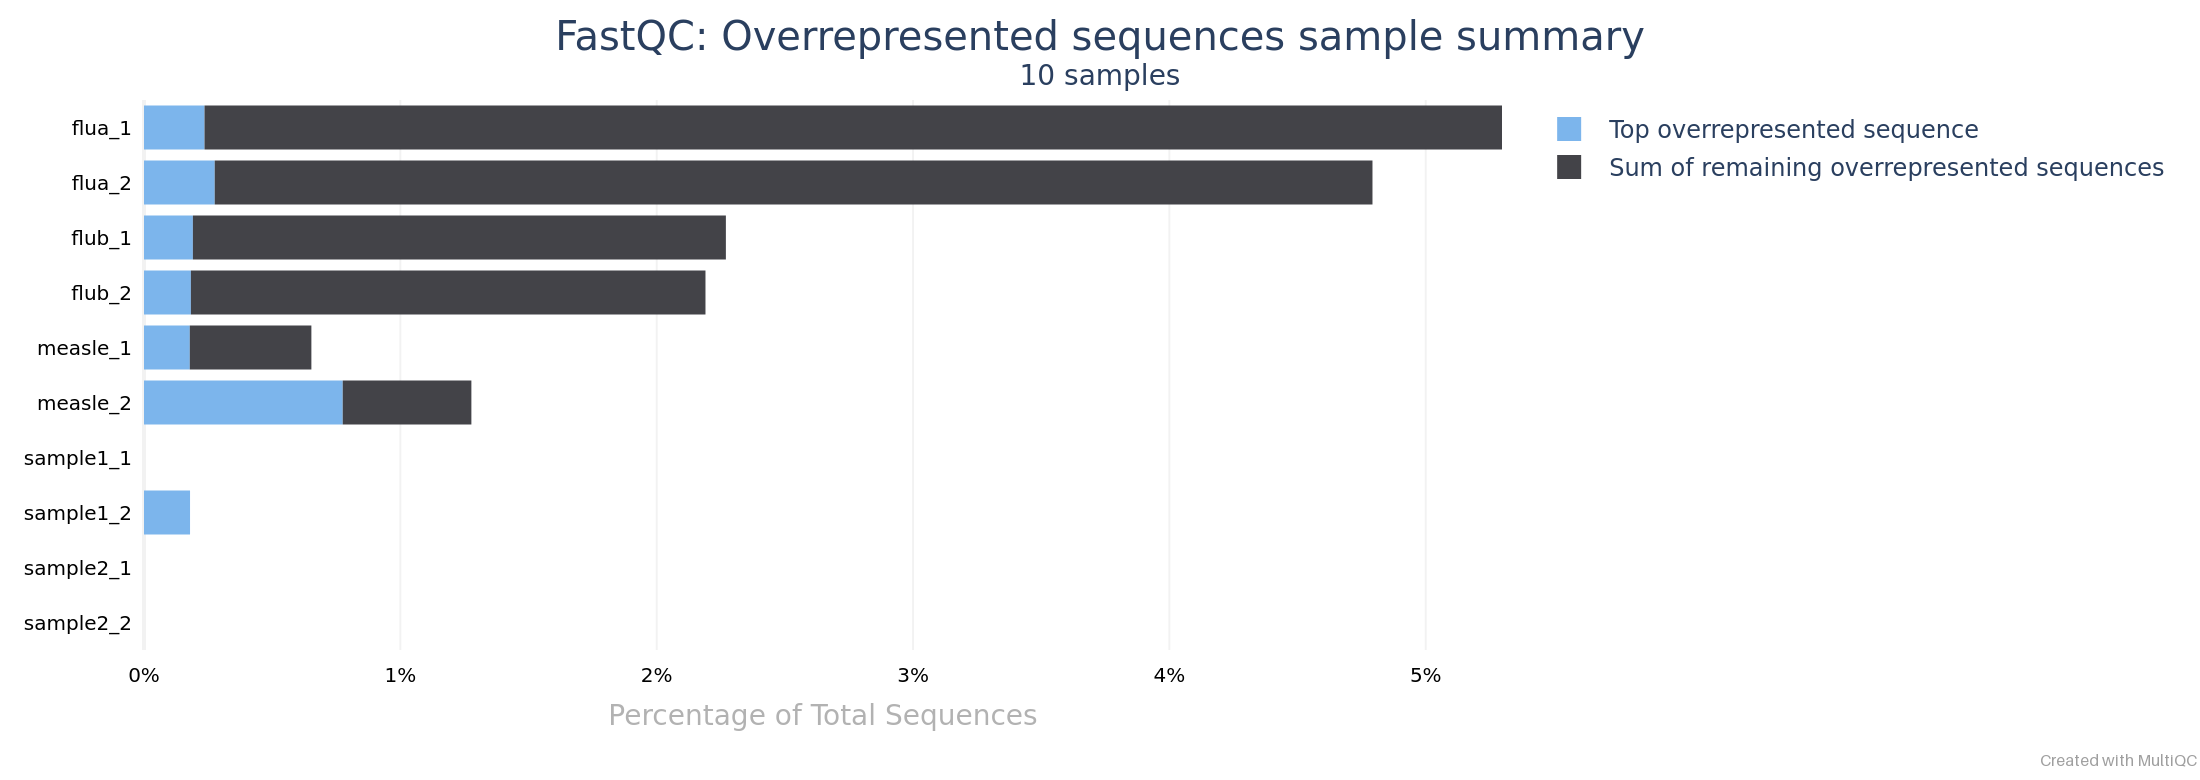 FastQC: Overrepresented sequences sample summary
10 samples
flua_1
flua_2
flub_1
flub_2
measle_1
measle_2
sample1_1
sample1_2
sample2_1
sample2_2
Top overrepresented sequence
Sum of remaining overrepresented sequences
0% 1% 2% 3% 4% 5%
Percentage of Total Sequences
Created with MultiQC